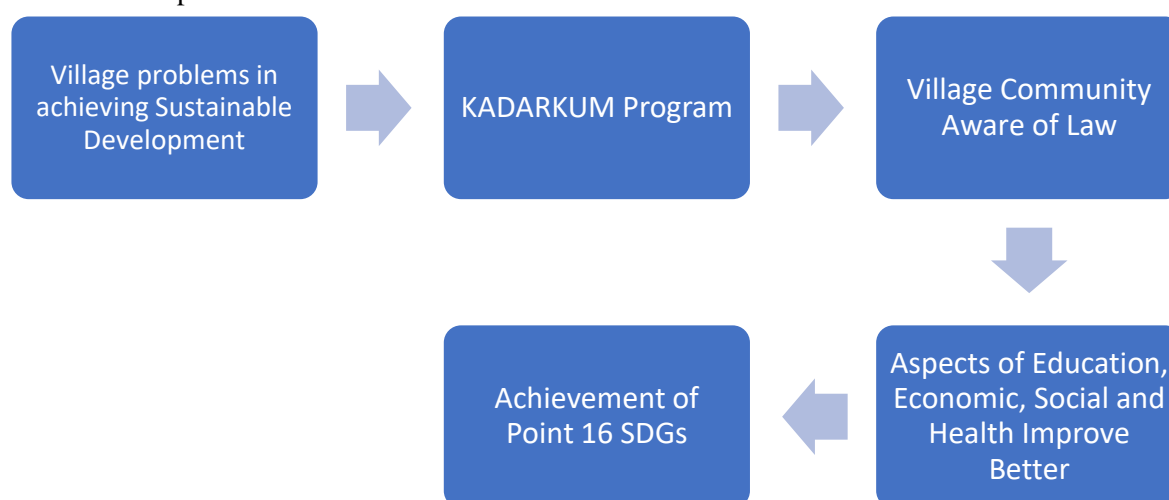 Village problems in
achieving Sustainable
Development
KADARKUM Program
Village Community
Aware of Law
Aspects of Education,
Economic, Social and
Health Improve
Better
Achievement of
Point 16 SDGs